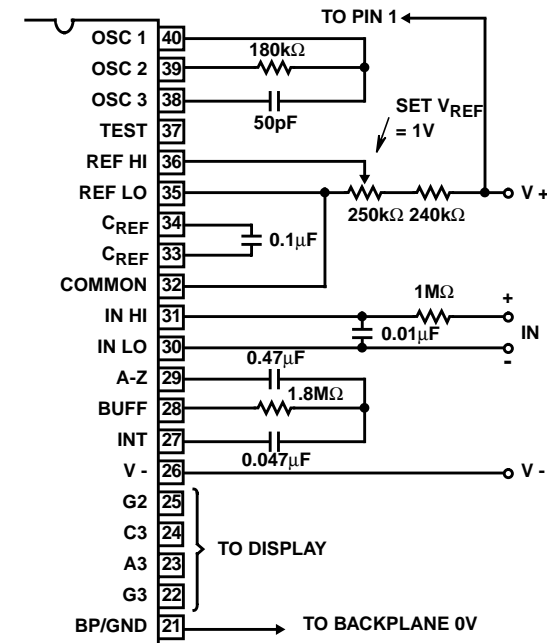 TO PIN 1
OSC 1 40
180kΩ
OSC 2 39
OSC 3 38
50pF
TEST 37
SET VREF
= 1V
REF HI 36
REF LO 35
V +
250kΩ 240kΩ
CREF 34
0.1μF
CREF 33
COMMON 32
1MΩ
+
IN HI 31
0.01μF
IN
IN LO 30
-
0.47μF
A-Z 29
1.8MΩ
BUFF 28
INT 27
0.047μF
V - 26
V -
G2 25
C3 24
TO DISPLAY
A3 23
G3 22
BP/GND 21
TO BACKPLANE 0V